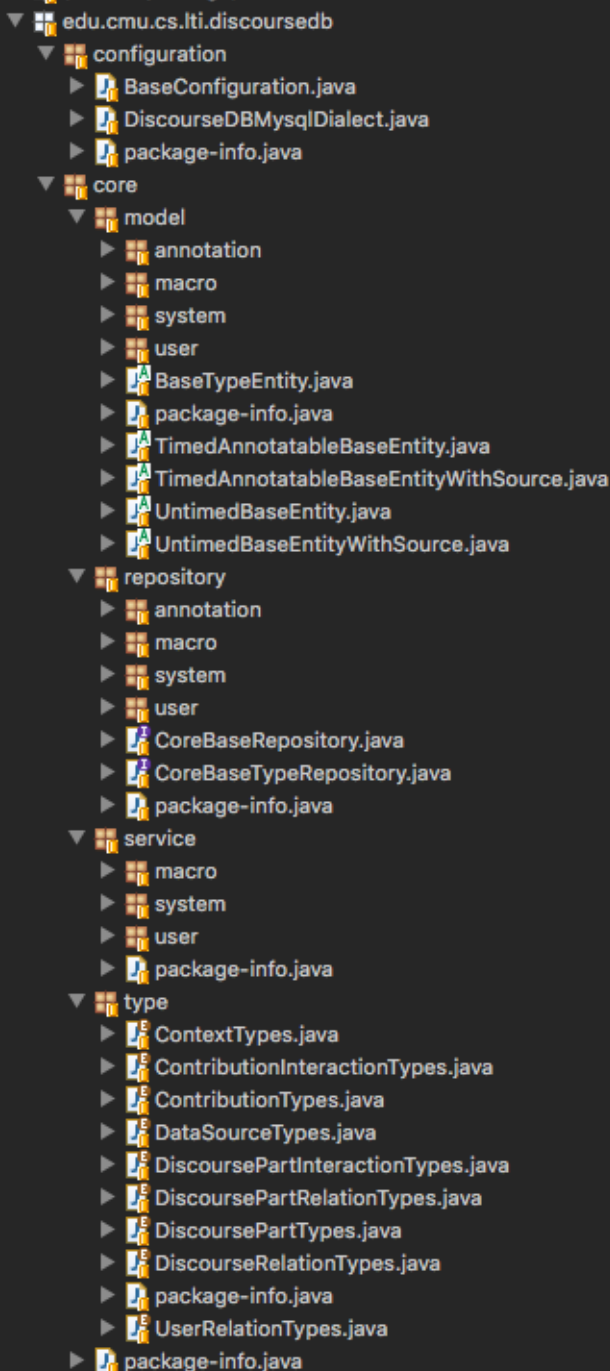 edu.cmu.cs.lti.discoursedb
configuration
BaseConfiguration.java
DiscourseDBMysqlDialect.java
package-info.java
core
model
annotation
macro
system
user
BaseTypeEntity.java
package-info.java
TimedAnnotatableBaseEntity.java
TimedAnnotatableBaseEntityWithSource.java
UntimedBaseEntity.java
UntimedBaseEntityWithSource.java
repository
annotation
macro
system
user
CoreBaseRepository.java
CoreBaseTypeRepository.java
package-info.java
service
macro
system
user
package-info.java
type
ContextTypes.java
ContributionInteractionTypes.java
ContributionTypes.java
DataSourceTypes.java
DiscoursePartInteractionTypes.java
DiscoursePartRelationTypes.java
DiscoursePartTypes.java
DiscourseRelationTypes.java
package-info.java
UserRelationTypes.java
package-info.java